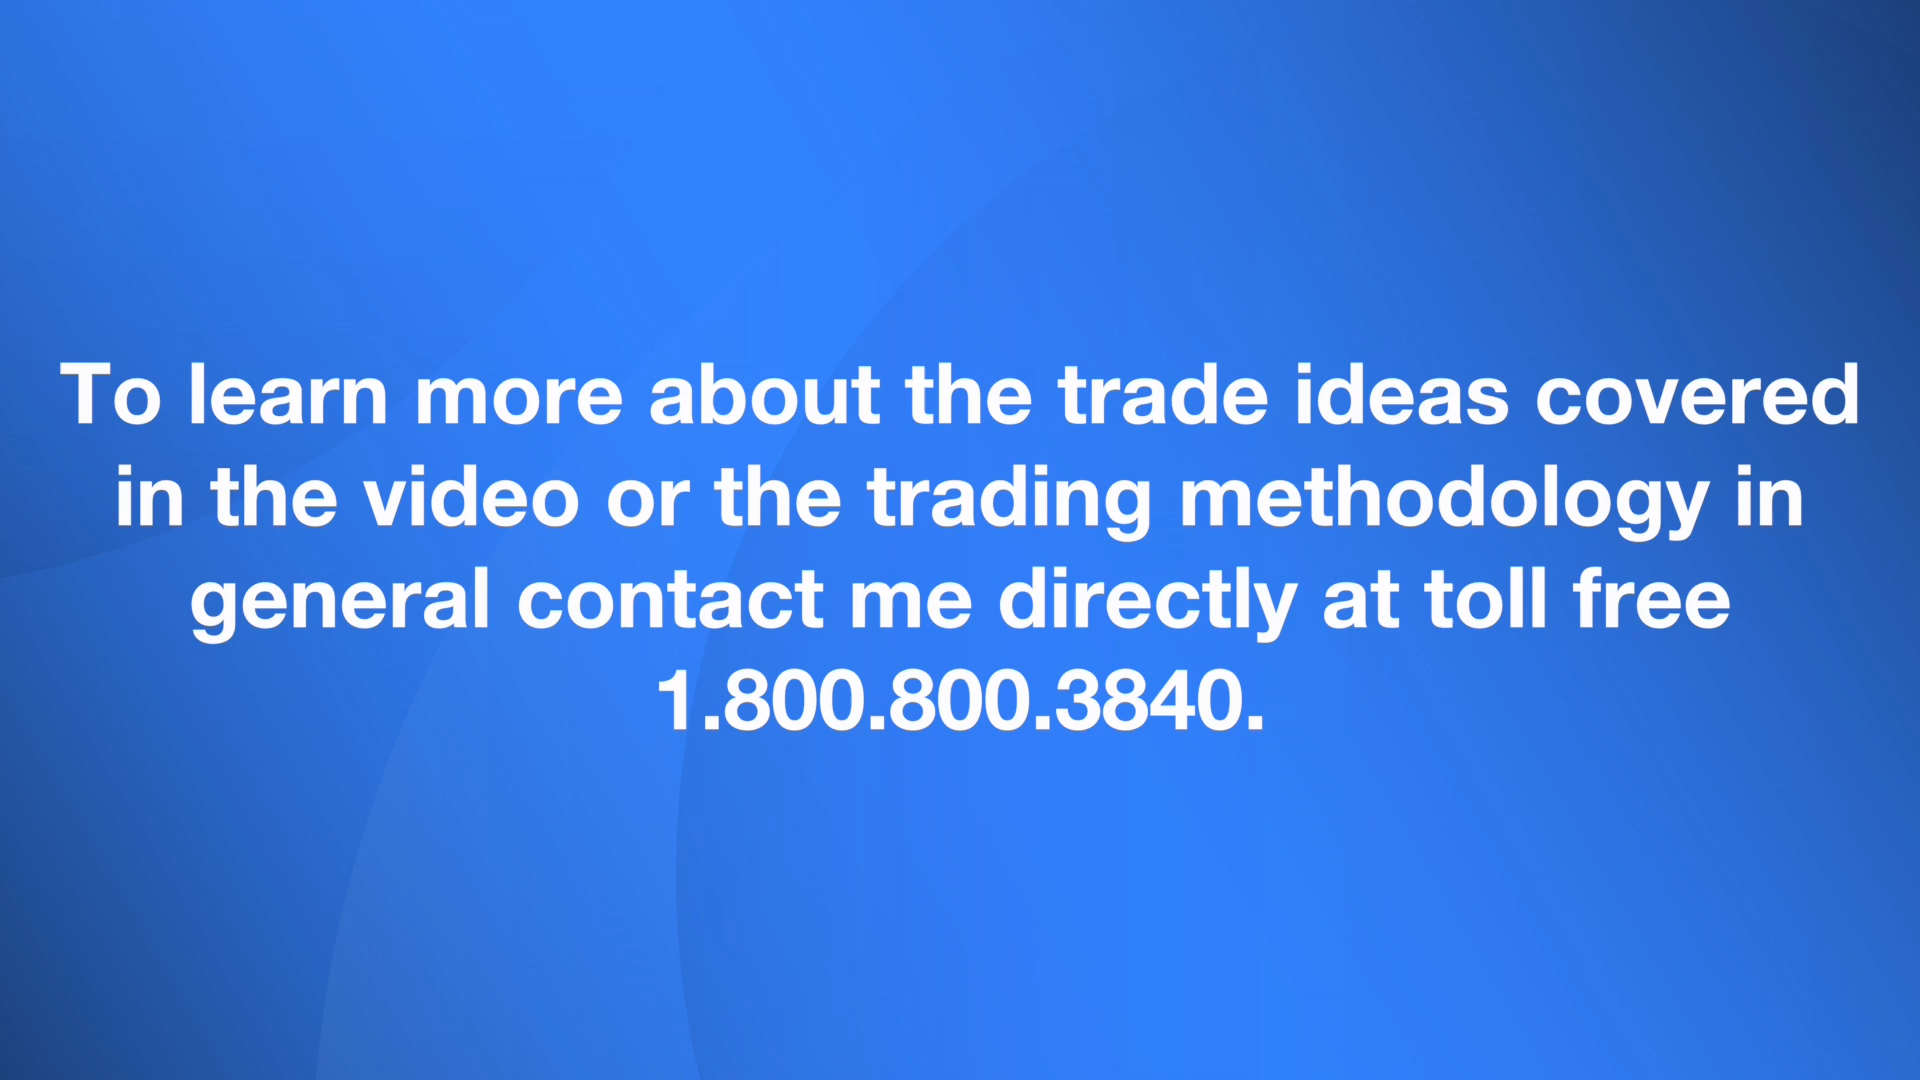 To learn more about the trade ideas covered
in the video or the trading methodology in
general contact me directly at toll free
1.800.800.3840.